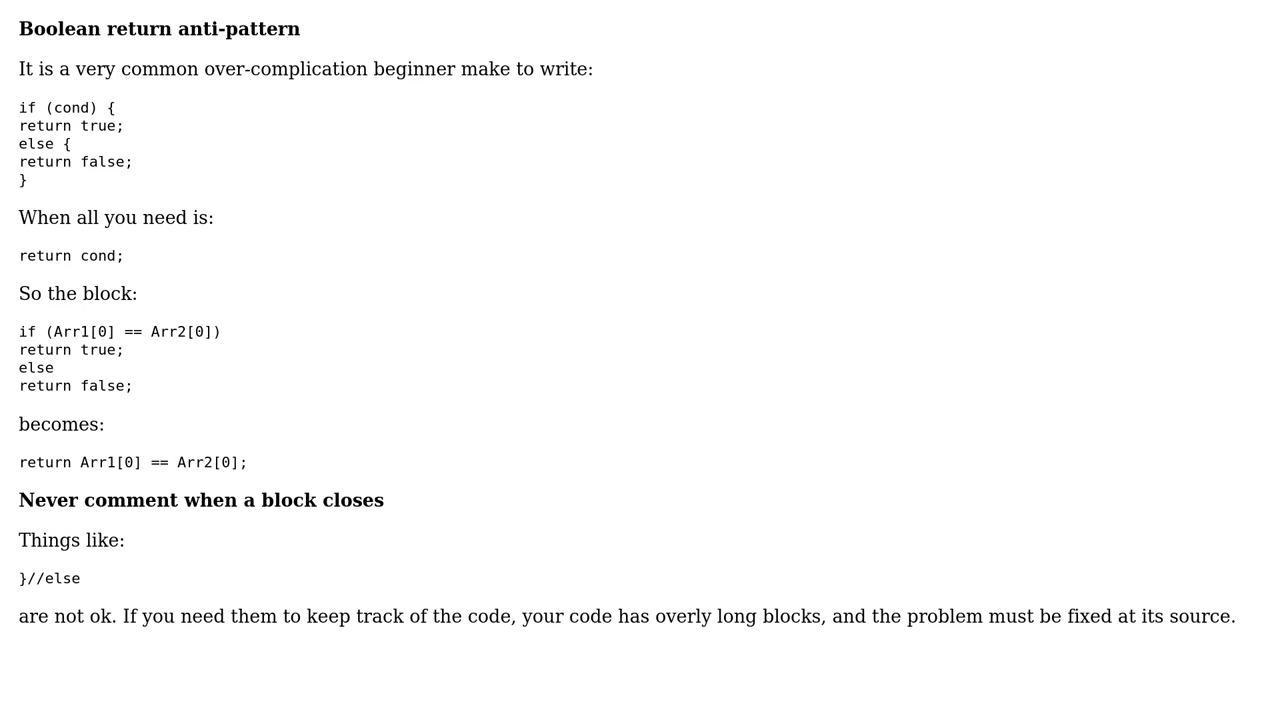 Boolean return anti-pattern
It is a very common over-complication beginner make to write:
if (cond) {
return true;
else {
return false;
}
When all you need is:
return cond;
So the block:
if (Arr1[0] == Arr2[0])
return true;
else
return false;
becomes:
return Arr1[0] == Arr2[0];
Never comment when a block closes
Things like:
}//else
are not ok. If you need them to keep track of the code, your code has overly long blocks, and the problem must be fixed at its source.